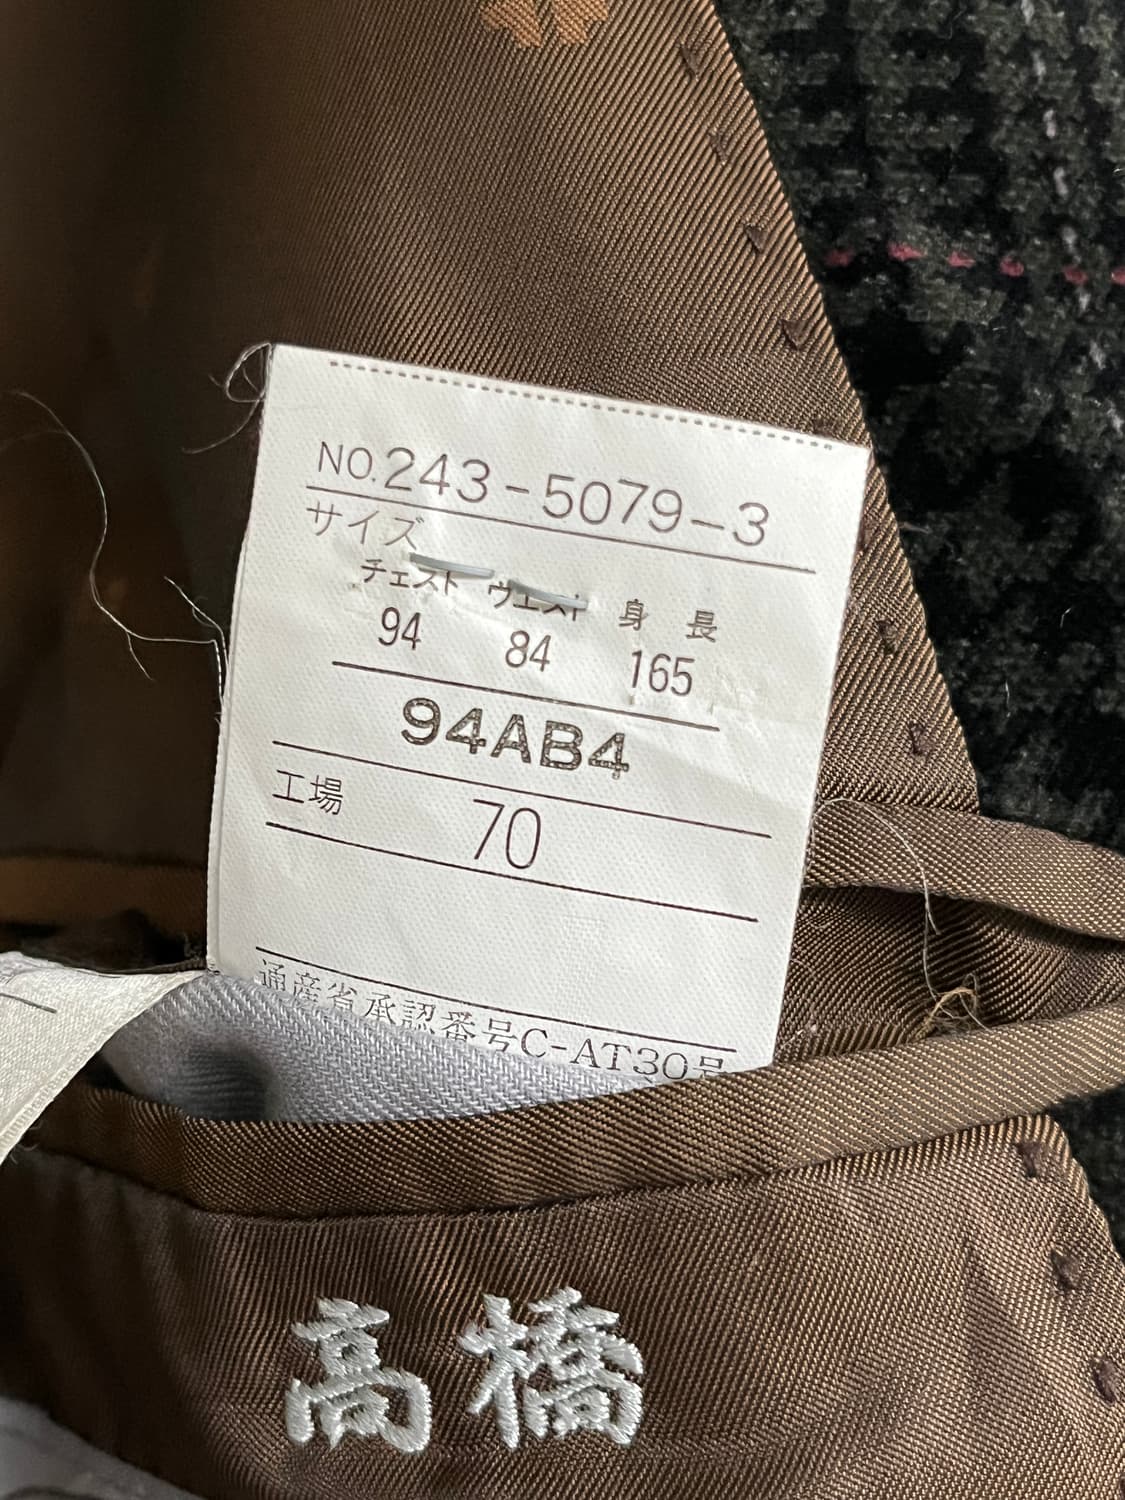 NO.243-5079-3
サイズ
チェスト ウエスト 身長
94 84 165
94AB4
工場 70
通産省承認番号C-AT30号
高橋